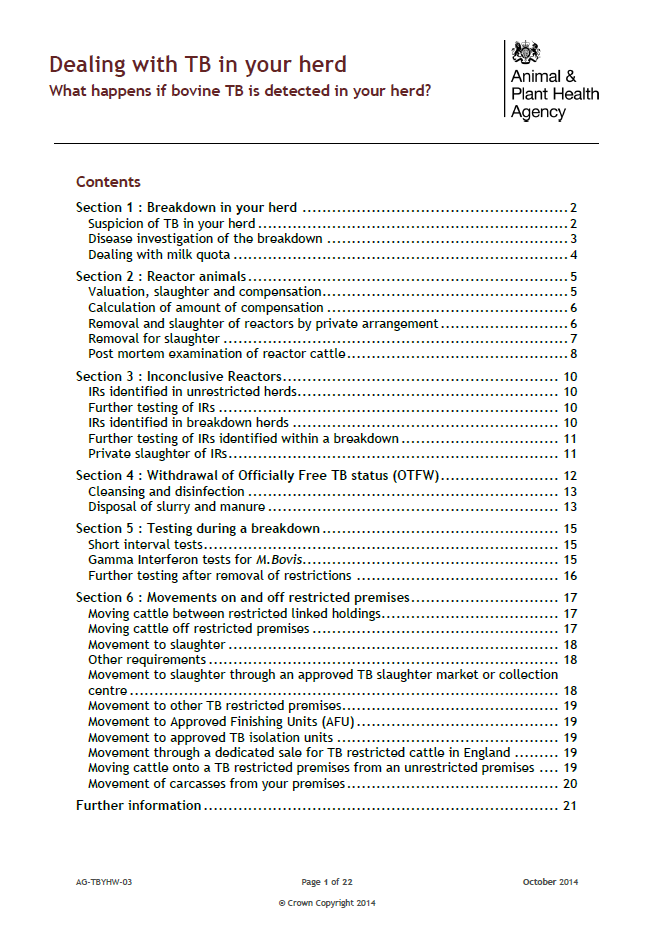 Dealing with TB in your herd
What happens if bovine TB is detected in your herd?
Animal &
Plant Health
Agency
Contents
Section 1 : Breakdown in your herd ....................................................... 2
Suspicion of TB in your herd ................................................................ 2
Disease investigation of the breakdown ................................................ 3
Dealing with milk quota ..................................................................... 4
Section 2 : Reactor animals .................................................................. 5
Valuation, slaughter and compensation................................................... 5
Calculation of amount of compensation .................................................. 6
Removal and slaughter of reactors by private arrangement .......................... 6
Removal for slaughter ....................................................................... 7
Post mortem examination of reactor cattle.............................................. 8
Section 3 : Inconclusive Reactors......................................................... 10
IRs identified in unrestricted herds...................................................... 10
Further testing of IRs ...................................................................... 10
IRs identified in breakdown herds ....................................................... 10
Further testing of IRs identified within a breakdown ................................ 11
Private slaughter of IRs.................................................................... 11
Section 4 : Withdrawal of Officially Free TB status (OTFW)........................ 12
Cleansing and disinfection ................................................................ 13
Disposal of slurry and manure ............................................................ 13
Section 5 : Testing during a breakdown ................................................. 15
Short interval tests......................................................................... 15
Gamma Interferon tests for M.Bovis..................................................... 15
Further testing after removal of restrictions .......................................... 16
Section 6 : Movements on and off restricted premises.............................. 17
Moving cattle between restricted linked holdings..................................... 17
Moving cattle off restricted premises ................................................... 17
Movement to slaughter .................................................................... 18
Other requirements ........................................................................ 18
Movement to slaughter through an approved TB slaughter market or collection
centre ........................................................................................ 18
Movement to other TB restricted premises............................................. 19
Movement to Approved Finishing Units (AFU) .......................................... 19
Movement to approved TB isolation units .............................................. 19
Movement through a dedicated sale for TB restricted cattle in England ......... 19
Moving cattle onto a TB restricted premises from an unrestricted premises .... 19
Movement of carcasses from your premises ............................................ 20
Further information ......................................................................... 21
AG-TBYHW-03 Page 1 of 22 October 2014
© Crown Copyright 2014